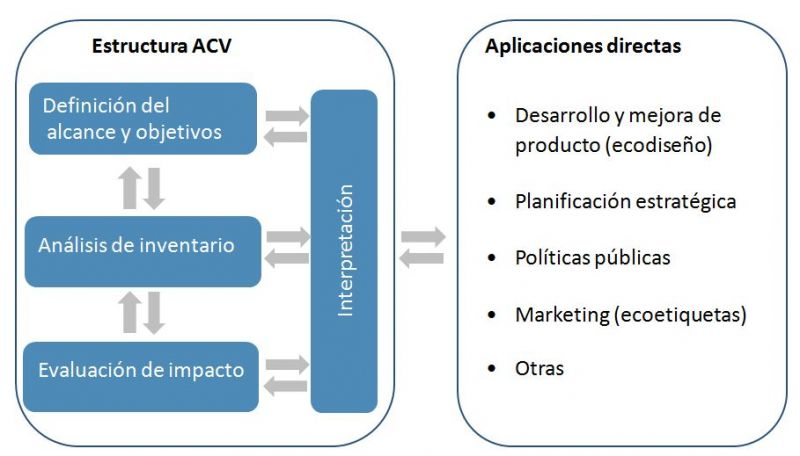 Estructura ACV
Definición del
alcance y objetivos
Análisis de inventario
Evaluación de impacto
Interpretación
Aplicaciones directas
• Desarrollo y mejora de
producto (ecodiseño)
• Planificación estratégica
• Políticas públicas
• Marketing (ecoetiquetas)
• Otras